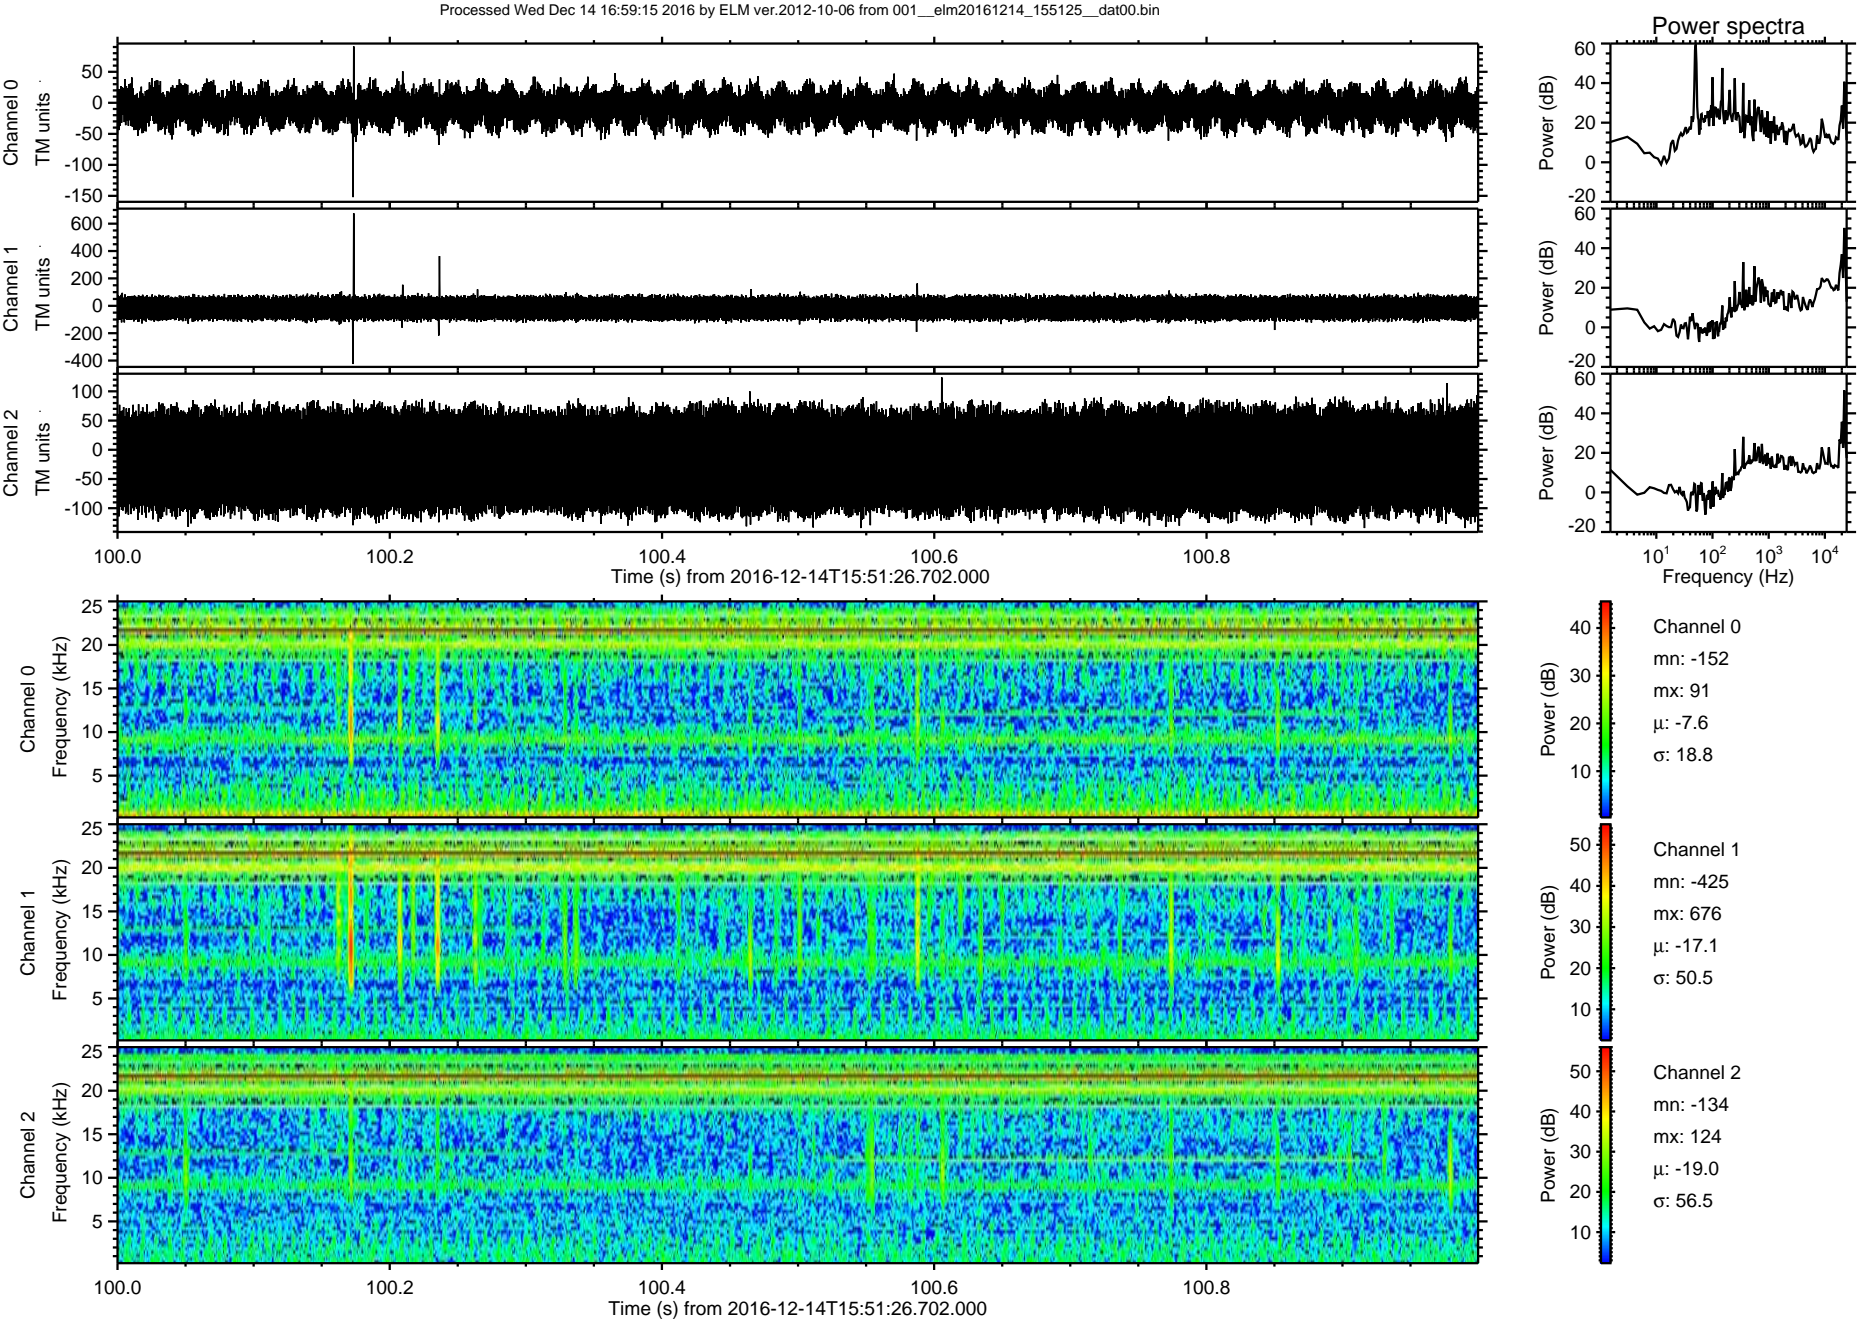 Processed Wed Dec 14 16:59:15 2016 by ELM ver.2012-10-06 from 001__elm20161214_155125__dat00.bin
Power spectra
Channel 0
TM units
50
0
-50
-100
-150
Power (dB)
60
40
20
0
-20
Channel 1
TM units
600
400
200
0
-200
-400
Power (dB)
60
40
20
0
-20
Channel 2
TM units
100
50
0
-50
-100
Power (dB)
60
40
20
0
-20
100.0 100.2 100.4 100.6 100.8
Time (s) from 2016-12-14T15:51:26.702.000
10¹ 10² 10³ 10⁴
Frequency (Hz)
Channel 0
Frequency (kHz)
25
20
15
10
5
Power (dB)
40
30
20
10
Channel 0
mn: -152
mx: 91
μ: -7.6
σ: 18.8
Channel 1
Frequency (kHz)
25
20
15
10
5
Power (dB)
50
40
30
20
10
Channel 1
mn: -425
mx: 676
μ: -17.1
σ: 50.5
Channel 2
Frequency (kHz)
25
20
15
10
5
Power (dB)
50
40
30
20
10
Channel 2
mn: -134
mx: 124
μ: -19.0
σ: 56.5
100.0 100.2 100.4 100.6 100.8
Time (s) from 2016-12-14T15:51:26.702.000